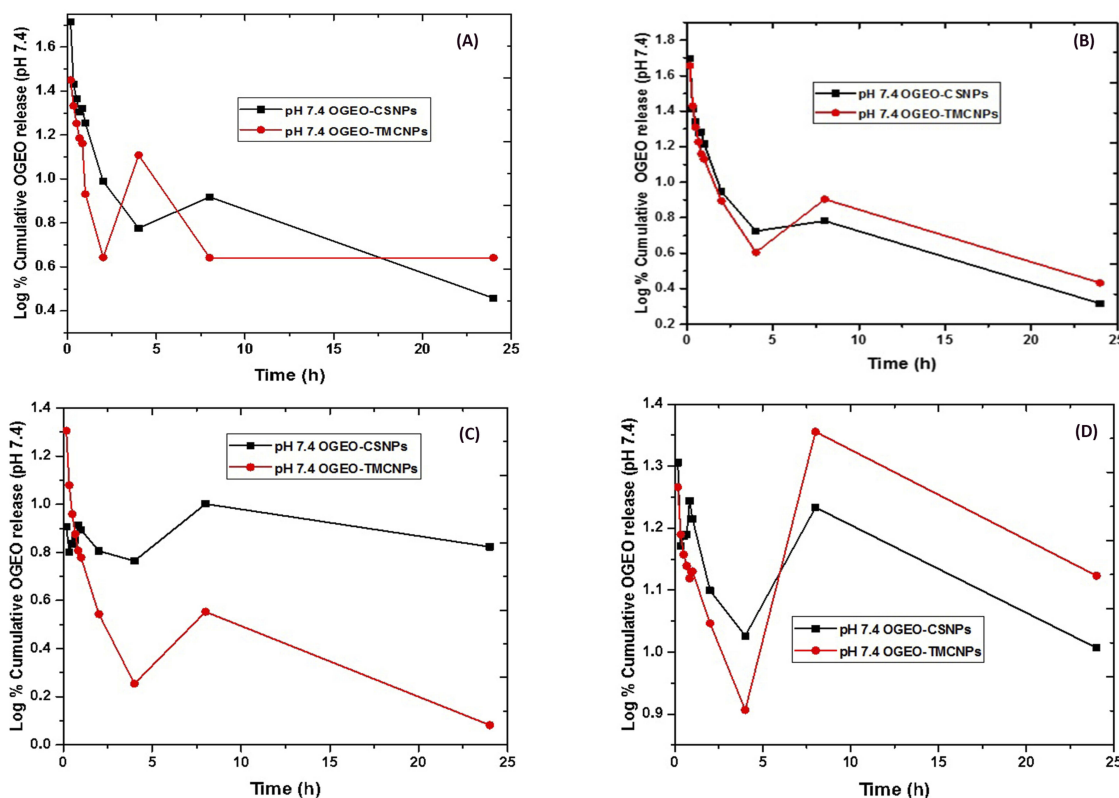 (A)
Log % Cumulative OGEO release (pH 7.4)
1.6
1.4
1.2
1.0
0.8
0.6
0.4
pH 7.4 OGEO-CSNPs
pH 7.4 OGEO-TMCNPs
0 5 10 15 20 25
Time (h)
(B)
Log % Cumulative OGEO release (pH 7.4)
1.8
1.6
1.4
1.2
1.0
0.8
0.6
0.4
0.2
pH 7.4 OGEO-CSNPs
pH 7.4 OGEO-TMCNPs
0 5 10 15 20 25
Time (h)
(C)
Log % Cumulative OGEO release (pH 7.4)
1.4
1.2
1.0
0.8
0.6
0.4
0.2
0.0
pH 7.4 OGEO-CSNPs
pH 7.4 OGEO-TMCNPs
0 5 10 15 20 25
Time (h)
(D)
Log % Cumulative OGEO release (pH 7.4)
1.4
1.3
1.2
1.1
1.0
0.9
pH 7.4 OGEO-CSNPs
pH 7.4 OGEO-TMCNPs
0 5 10 15 20 25
Time (h)